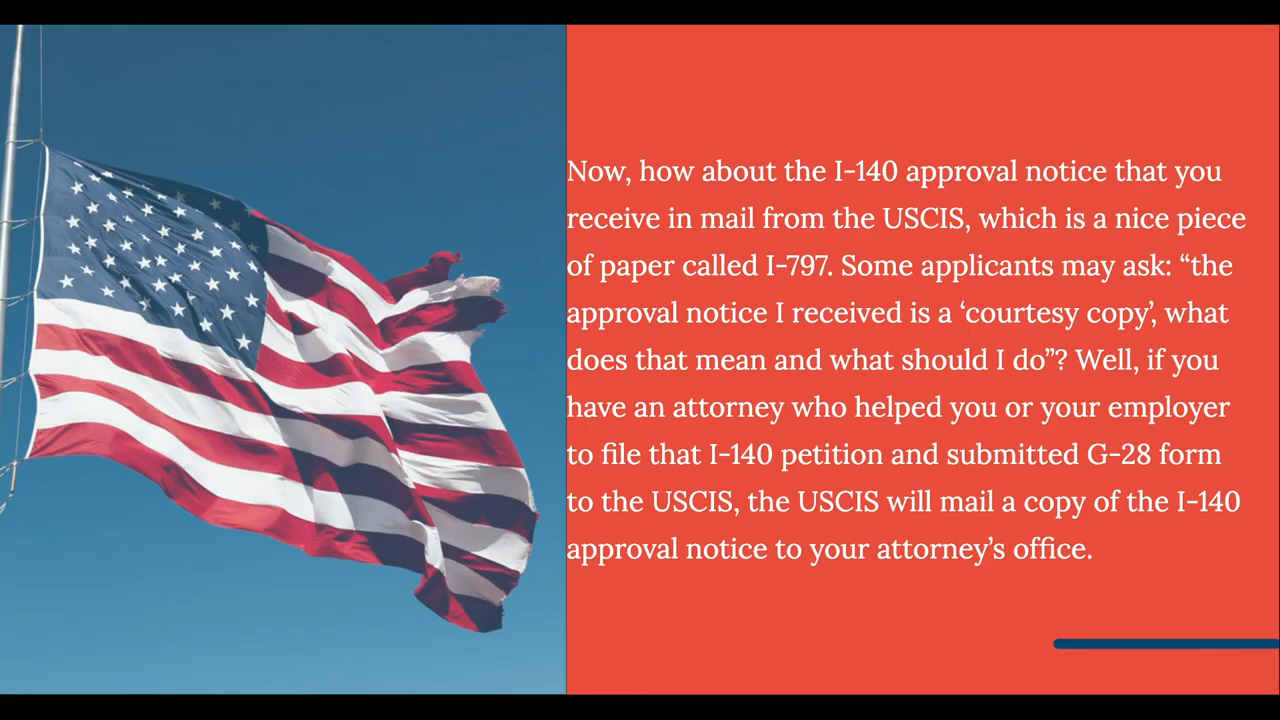 Now, how about the I-140 approval notice that you
receive in mail from the USCIS, which is a nice piece
of paper called I-797. Some applicants may ask: “the
approval notice I received is a ‘courtesy copy’, what
does that mean and what should I do”? Well, if you
have an attorney who helped you or your employer
to file that I-140 petition and submitted G-28 form
to the USCIS, the USCIS will mail a copy of the I-140
approval notice to your attorney’s office.